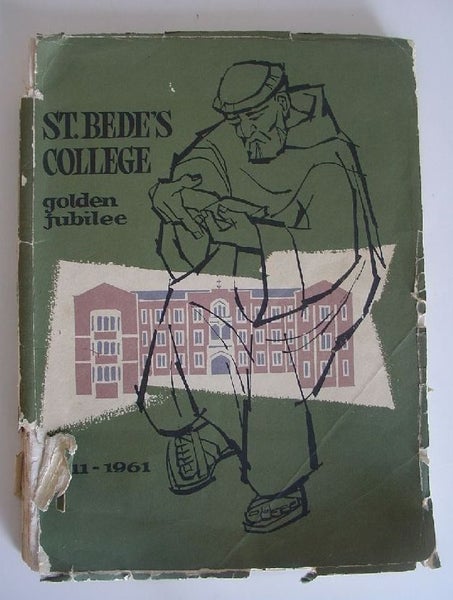 ST. BEDE'S
COLLEGE
golden
jubilee
11-1961